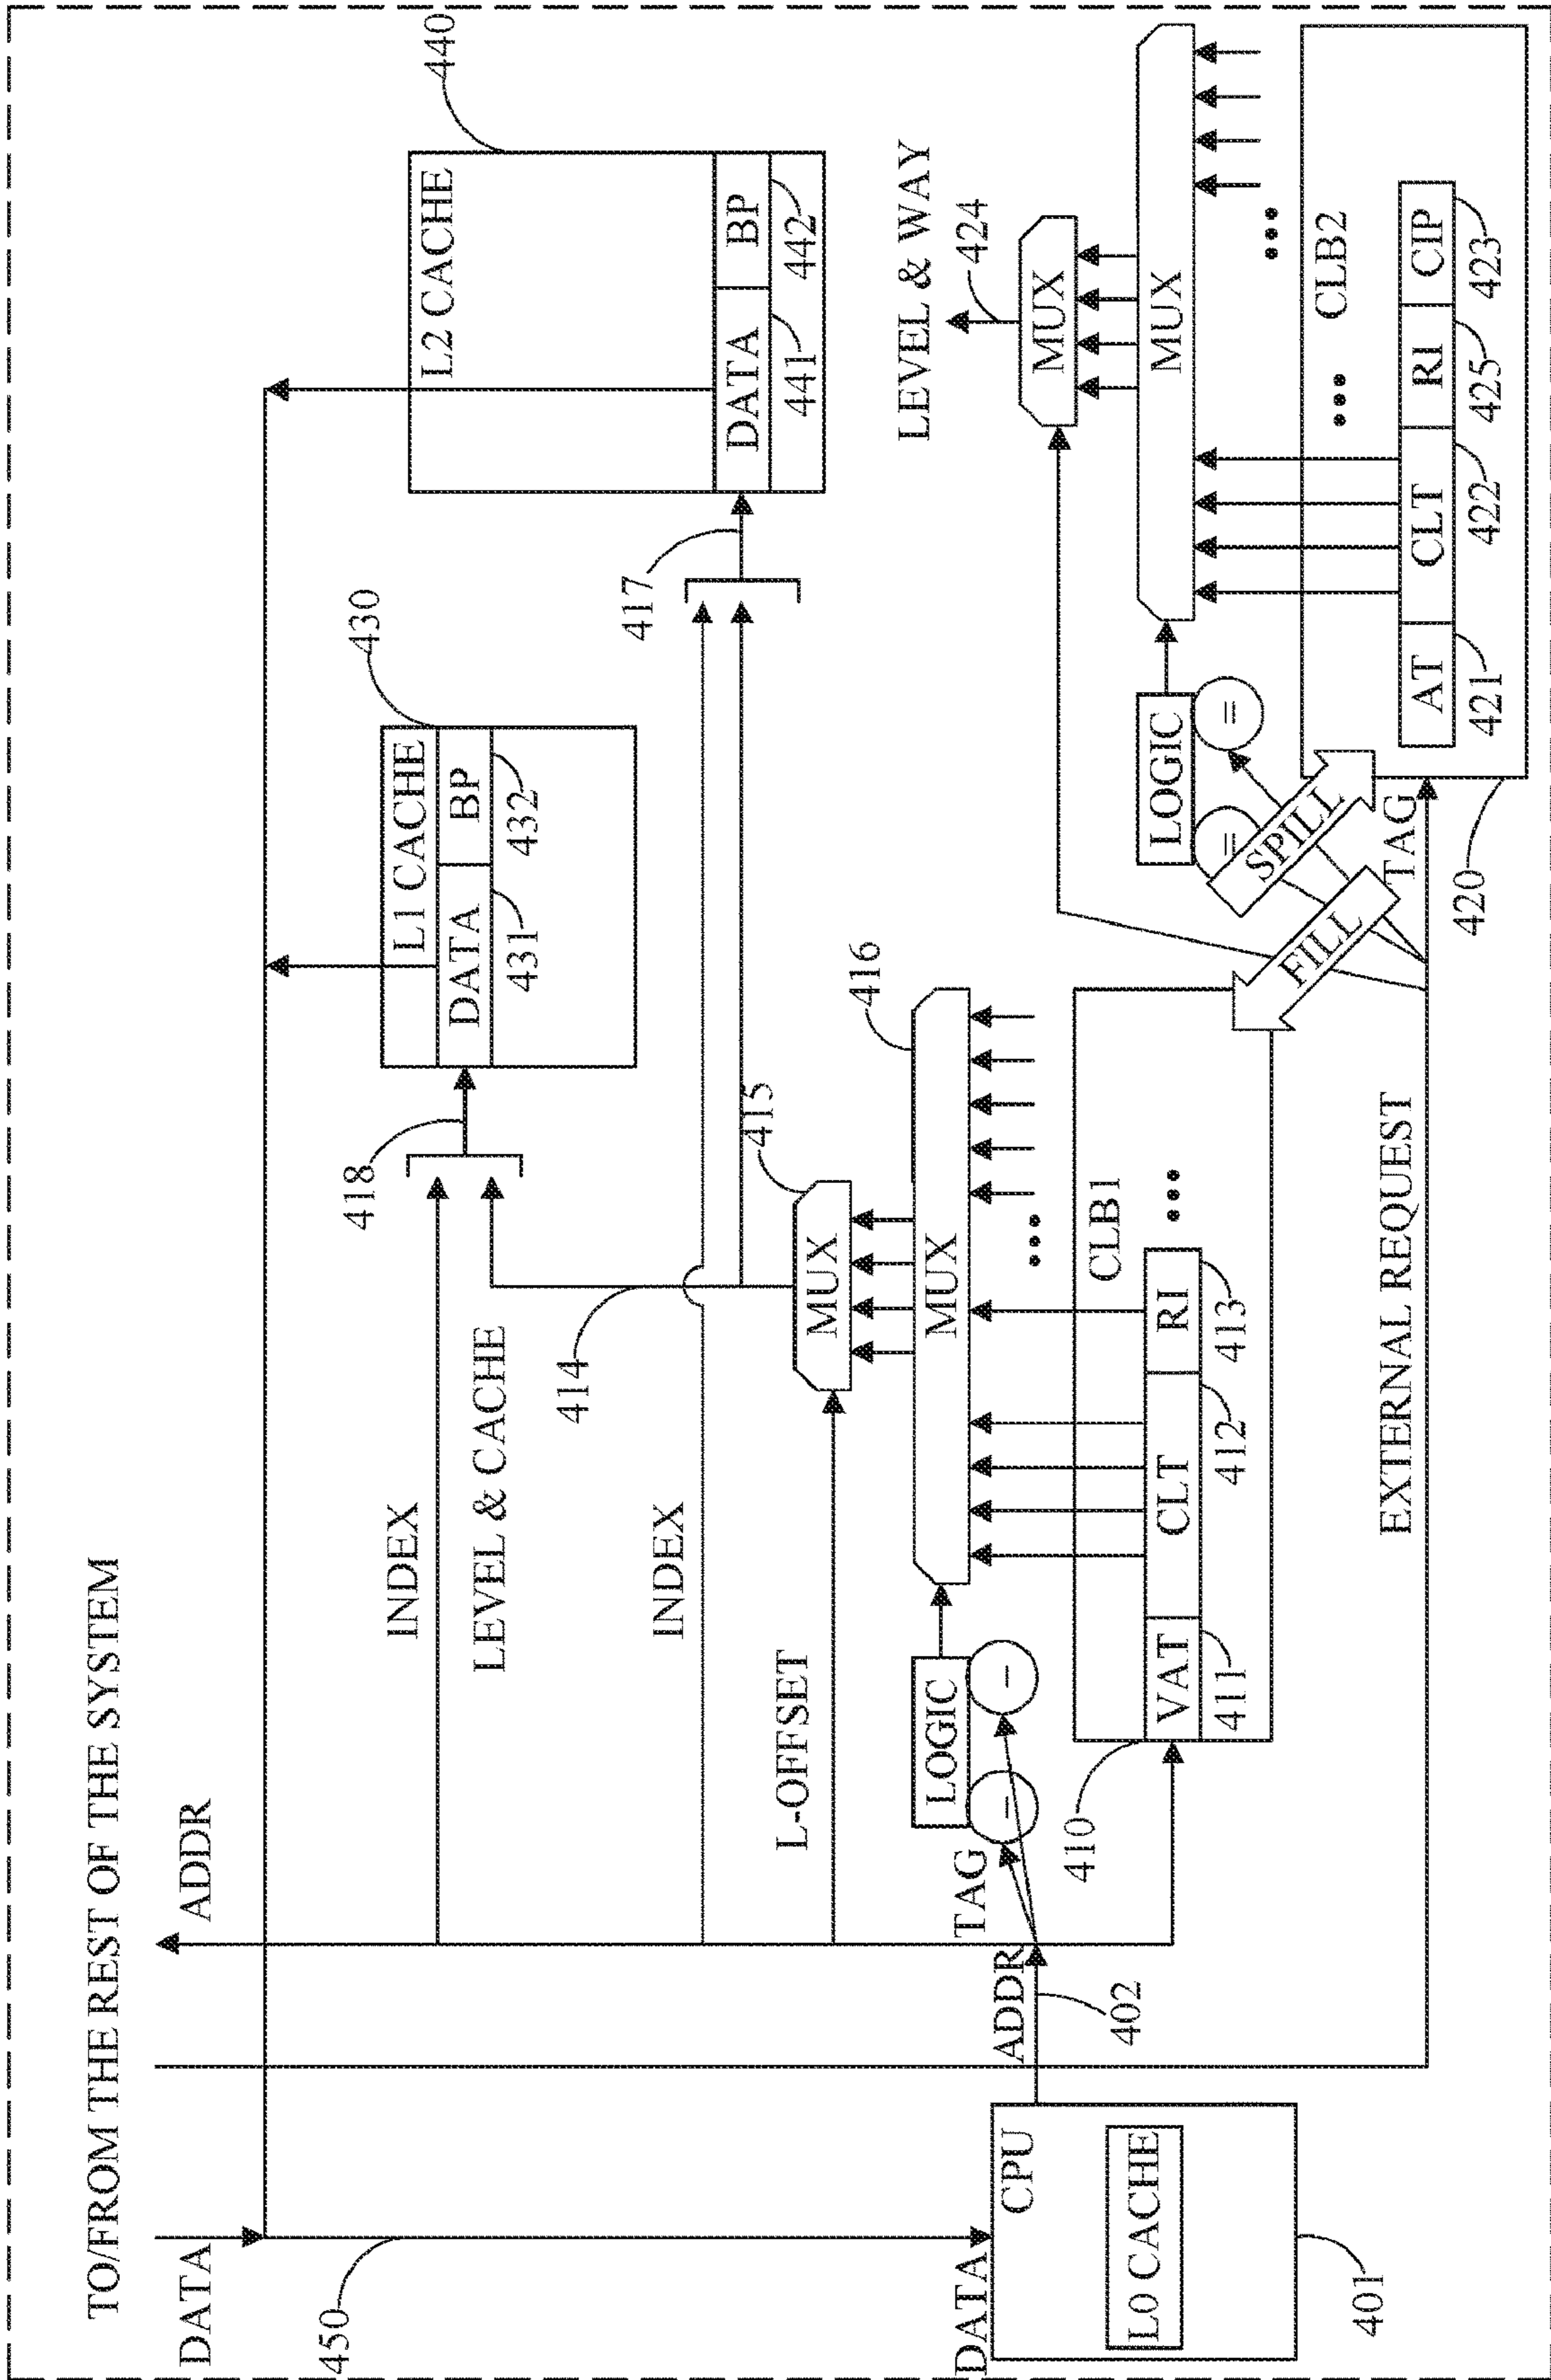 TO/FROM THE REST OF THE SYSTEM
DATA
ADDR
450
INDEX
LEVEL & CACHE
INDEX
414
418
L1 CACHE
430
DATA
BP
431
432
L2 CACHE
440
417
DATA
BP
441
442
L-OFFSET
MUX
415
LEVEL & WAY
424
MUX
LOGIC
MUX
416
TAG
= –
LOGIC
MUX
= =
DATA
CPU
L0 CACHE
401
ADDR
402
410
CLB1
...
...
VAT
CLT
RI
411
412
413
FILL
SPILL
TAG
EXTERNAL REQUEST
420
...
CLB2
...
AT
CLT
RI
CIP
421
422
425
423